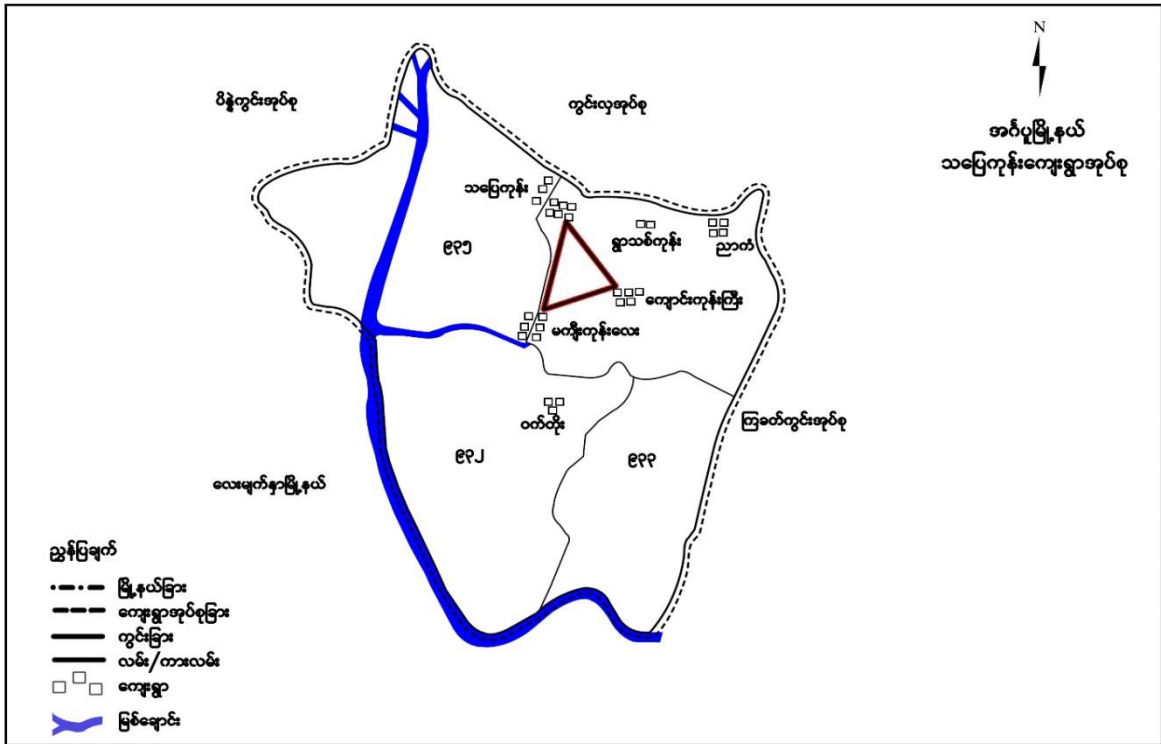 N
အင်္ဂပူမြို့နယ်
သပြေကုန်းကျေးရွာအုပ်စု
ပိန္နဲကွင်းအုပ်စု
ကွင်းလှအုပ်စု
သပြေကုန်း
ရွာသစ်ကုန်း
ညာကံ
၉၃၅
ကျောင်းကုန်းကြီး
မကျီးကုန်းလေး
ဝက်တိုး
ကြခတ်ကွင်းအုပ်စု
၉၃၂
၉၃၃
လေးမျက်နှာမြို့နယ်
ညွှန်ပြချက်
မြို့နယ်ခြား
ကျေးရွာအုပ်စုခြား
ကွင်းခြား
လမ်း/ကားလမ်း
ကျေးရွာ
မြစ်ချောင်း